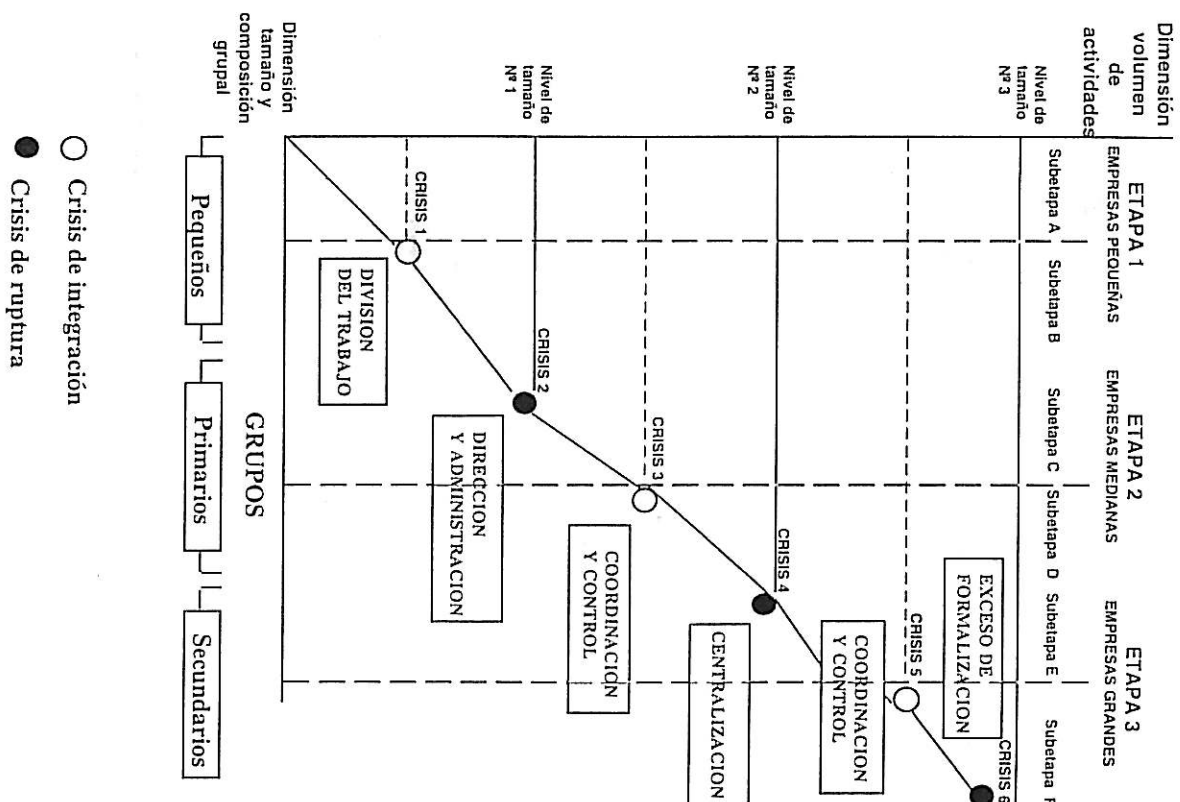 Dimensión
volumen
de
actividades
ETAPA 1
EMPRESAS PEQUEÑAS
ETAPA 2
EMPRESAS MEDIANAS
ETAPA 3
EMPRESAS GRANDES
Subetapa A
Subetapa B
Subetapa C
Subetapa D
Subetapa E
Subetapa F
Nivel de
tamaño
Nº 3
EXCESO DE
FORMALIZACION
CRISIS 6
CRISIS 5
COORDINACION
Y CONTROL
Nivel de
tamaño
Nº 2
CRISIS 4
CENTRALIZACION
CRISIS 3
COORDINACION
Y CONTROL
Nivel de
tamaño
Nº 1
CRISIS 2
DIRECCION
Y ADMINISTRACION
CRISIS 1
DIVISION
DEL TRABAJO
Dimensión
tamaño y
composición
grupal
GRUPOS
Pequeños
Primarios
Secundarios
Crisis de integración
Crisis de ruptura